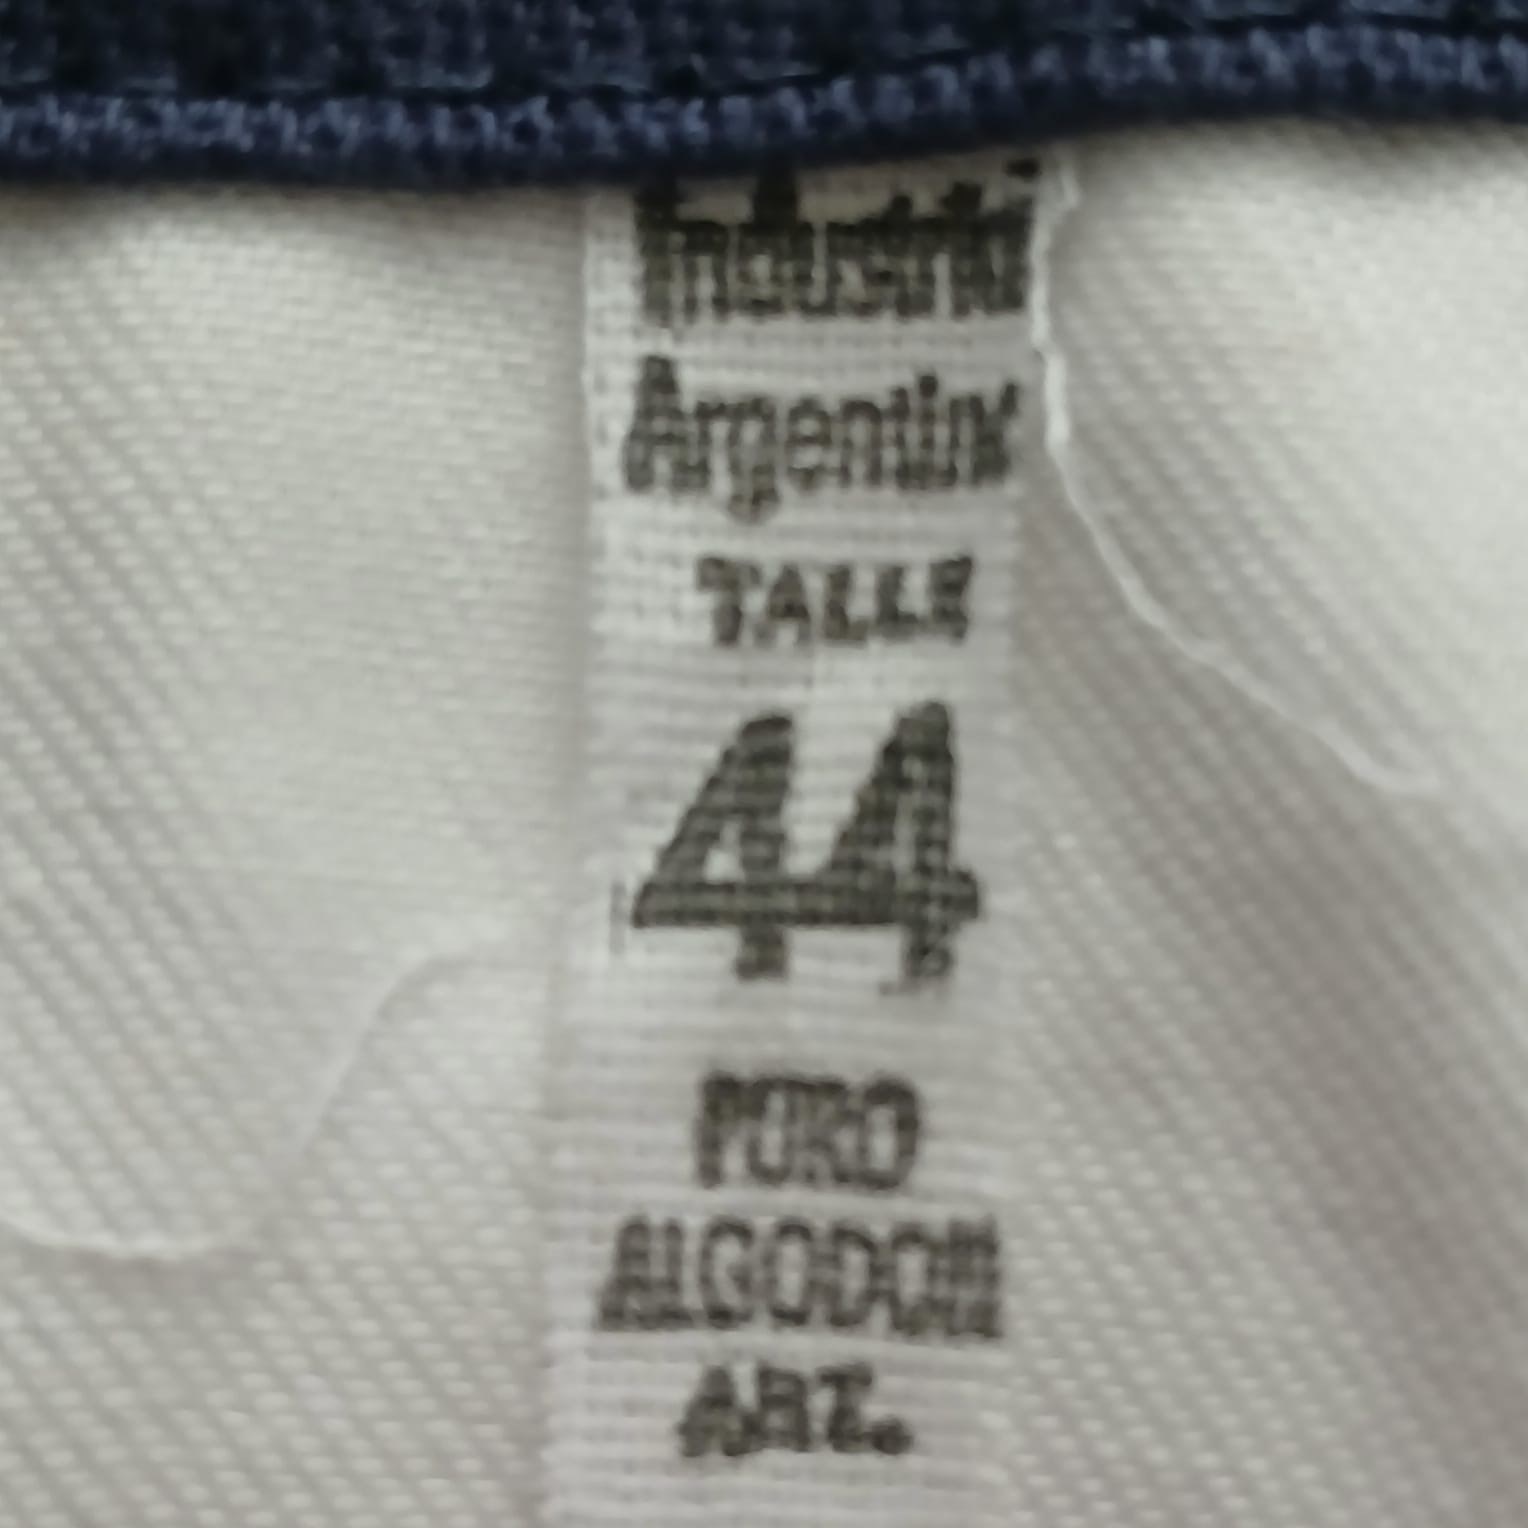 Industria
Argentina
TALLE
44
PURO
ALGODON
ART.